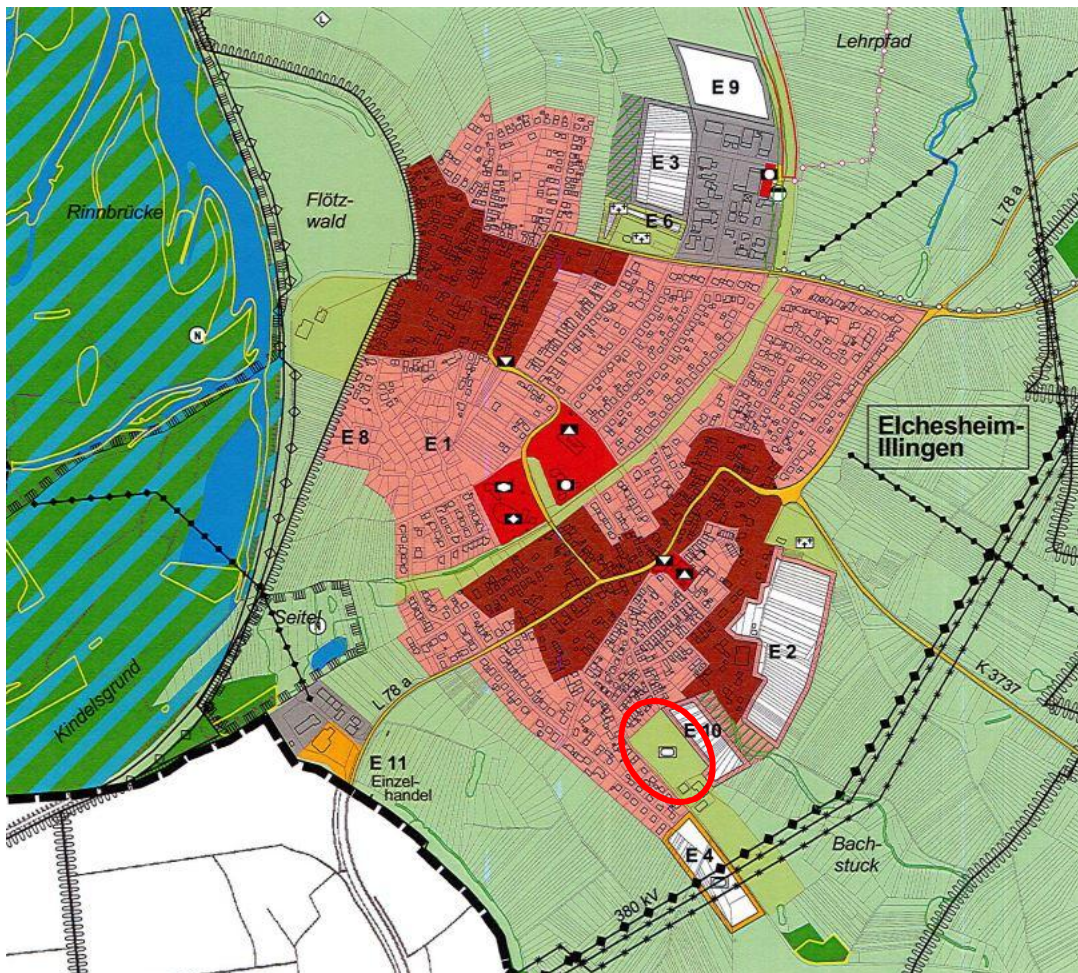 L
Lehrpfad
E 9
E 3
Rinnbrücke
Flötz-
wald
L 78 a
E 6
N
E 8
E 1
Elchesheim-
Illingen
Seitel
N
E 2
Kindelsgrund
L 78 a
K 3737
E 10
E 11
Einzel-
handel
E 4
Bach-
stuck
380 KV